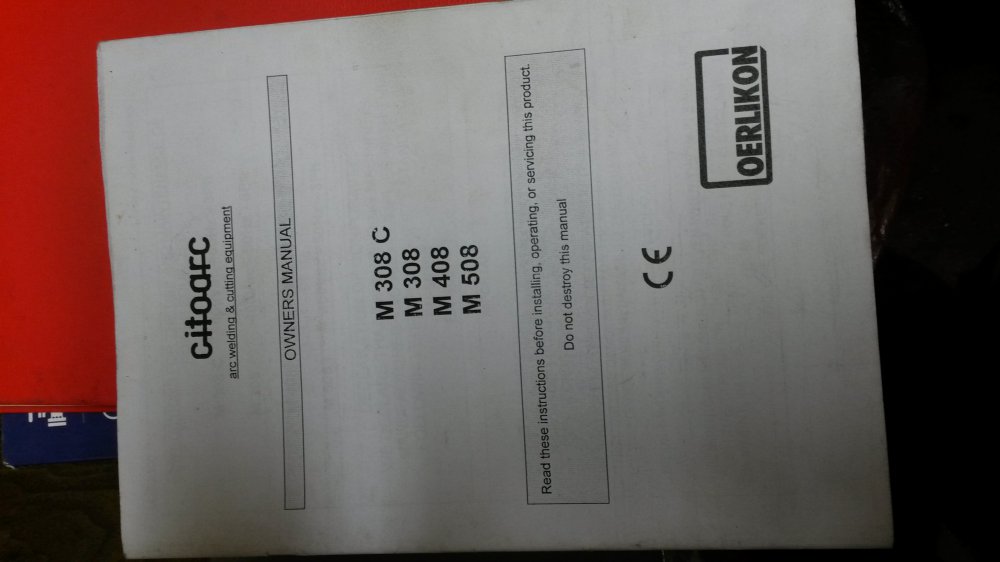 citoarc
arc welding & cutting equipment
OWNERS MANUAL
M 308 C
M 308
M 408
M 508
Read these instructions before installing, operating, or servicing this product.
Do not destroy this manual
CE
OERLIKON